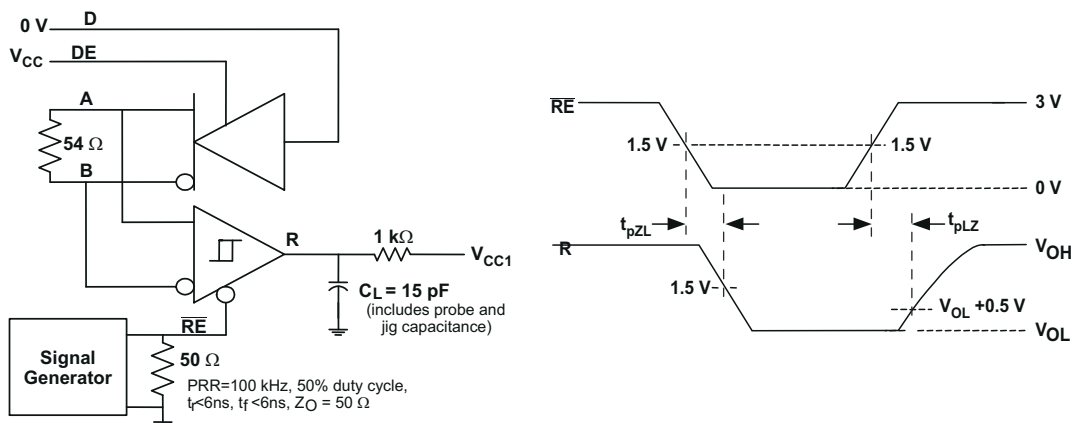 0 V D
VCC DE
A
54 Ω
B
R
1 kΩ
VCC1
CL = 15 pF
(includes probe and
jig capacitance)
RE
Signal
Generator
50 Ω
PRR=100 kHz, 50% duty cycle,
tr<6ns, tf <6ns, ZO = 50 Ω
RE
3 V
1.5 V
1.5 V
0 V
tpZL
tpLZ
R
VOH
1.5 V
VOL +0.5 V
VOL